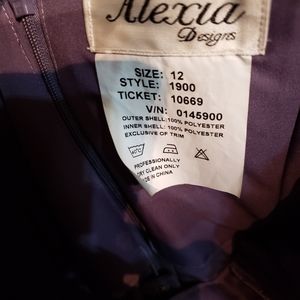 Alexia
Designs
SIZE: 12
STYLE: 1900
TICKET: 10669
V/N: 0145900
OUTER SHELL:100% POLYESTER
INNER SHELL: 100% POLYESTER
EXCLUSIVE OF TRIM
PROFESSIONALLY
DRY CLEAN ONLY
MADE IN CHINA